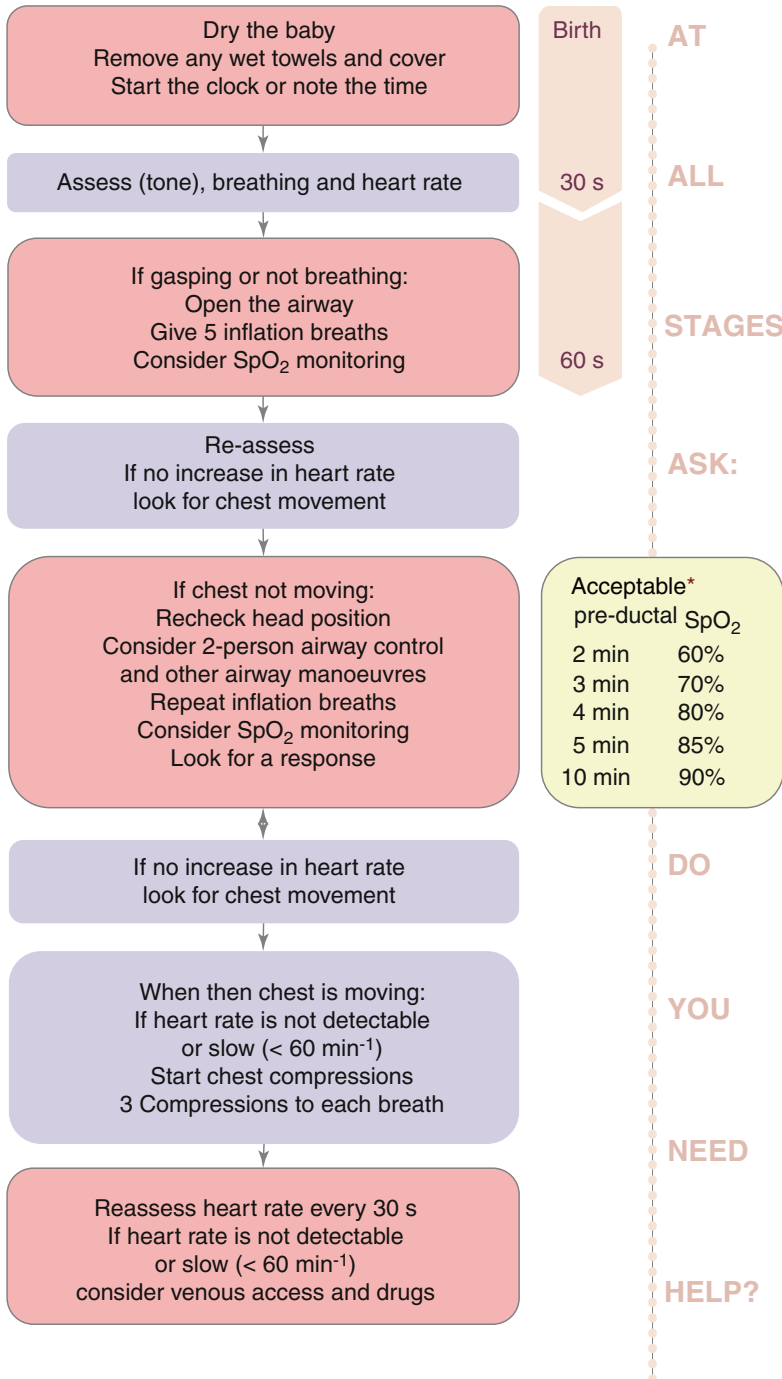 Dry the baby
Remove any wet towels and cover
Start the clock or note the time
Birth
AT
Assess (tone), breathing and heart rate
30 s
ALL
If gasping or not breathing:
Open the airway
Give 5 inflation breaths
Consider SpO₂ monitoring
60 s
STAGES
Re-assess
If no increase in heart rate
look for chest movement
ASK:
If chest not moving:
Recheck head position
Consider 2-person airway control
and other airway manoeuvres
Repeat inflation breaths
Consider SpO₂ monitoring
Look for a response
Acceptable*
pre-ductal SpO₂
2 min 60%
3 min 70%
4 min 80%
5 min 85%
10 min 90%
If no increase in heart rate
look for chest movement
DO
When then chest is moving:
If heart rate is not detectable
or slow (< 60 min⁻¹)
Start chest compressions
3 Compressions to each breath
YOU
NEED
Reassess heart rate every 30 s
If heart rate is not detectable
or slow (< 60 min⁻¹)
consider venous access and drugs
HELP?